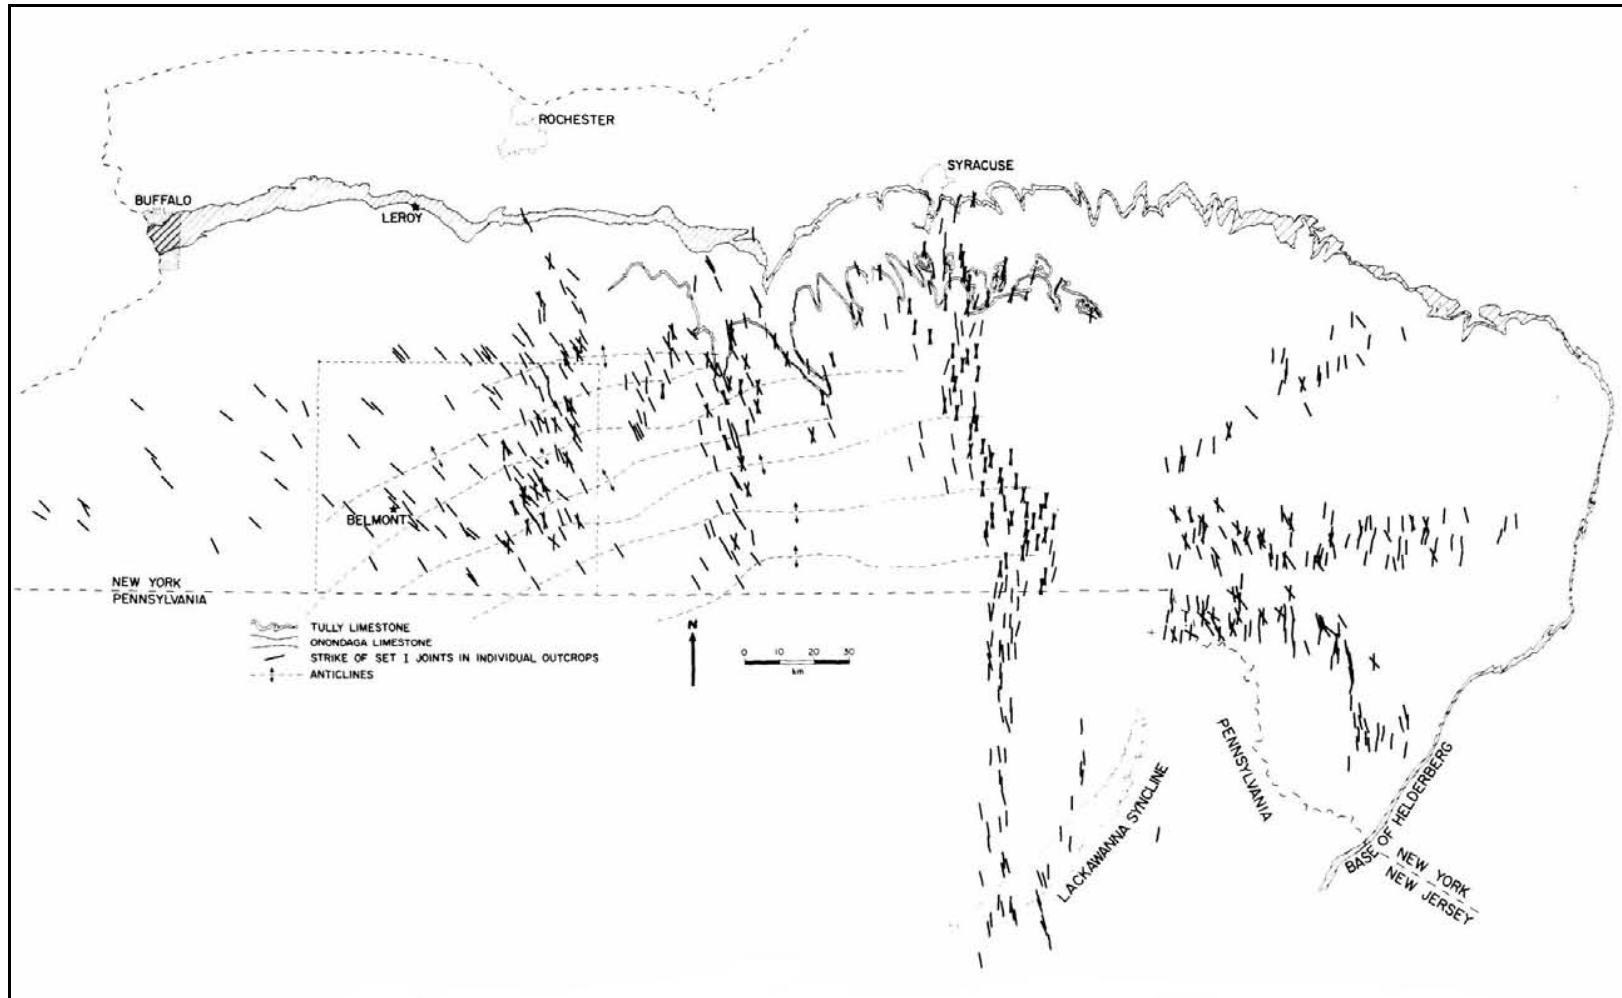 ROCHESTER
SYRACUSE
BUFFALO
LEROY
BELMONT
NEW YORK
PENNSYLVANIA
TULLY LIMESTONE
ONONDAGA LIMESTONE
STRIKE OF SET I JOINTS IN INDIVIDUAL OUTCROPS
ANTICLINES
N
0 10 20 30
km
PENNSYLVANIA
LACKAWANNA SYNCLINE
BASE OF HELDERBERG
NEW YORK
NEW JERSEY